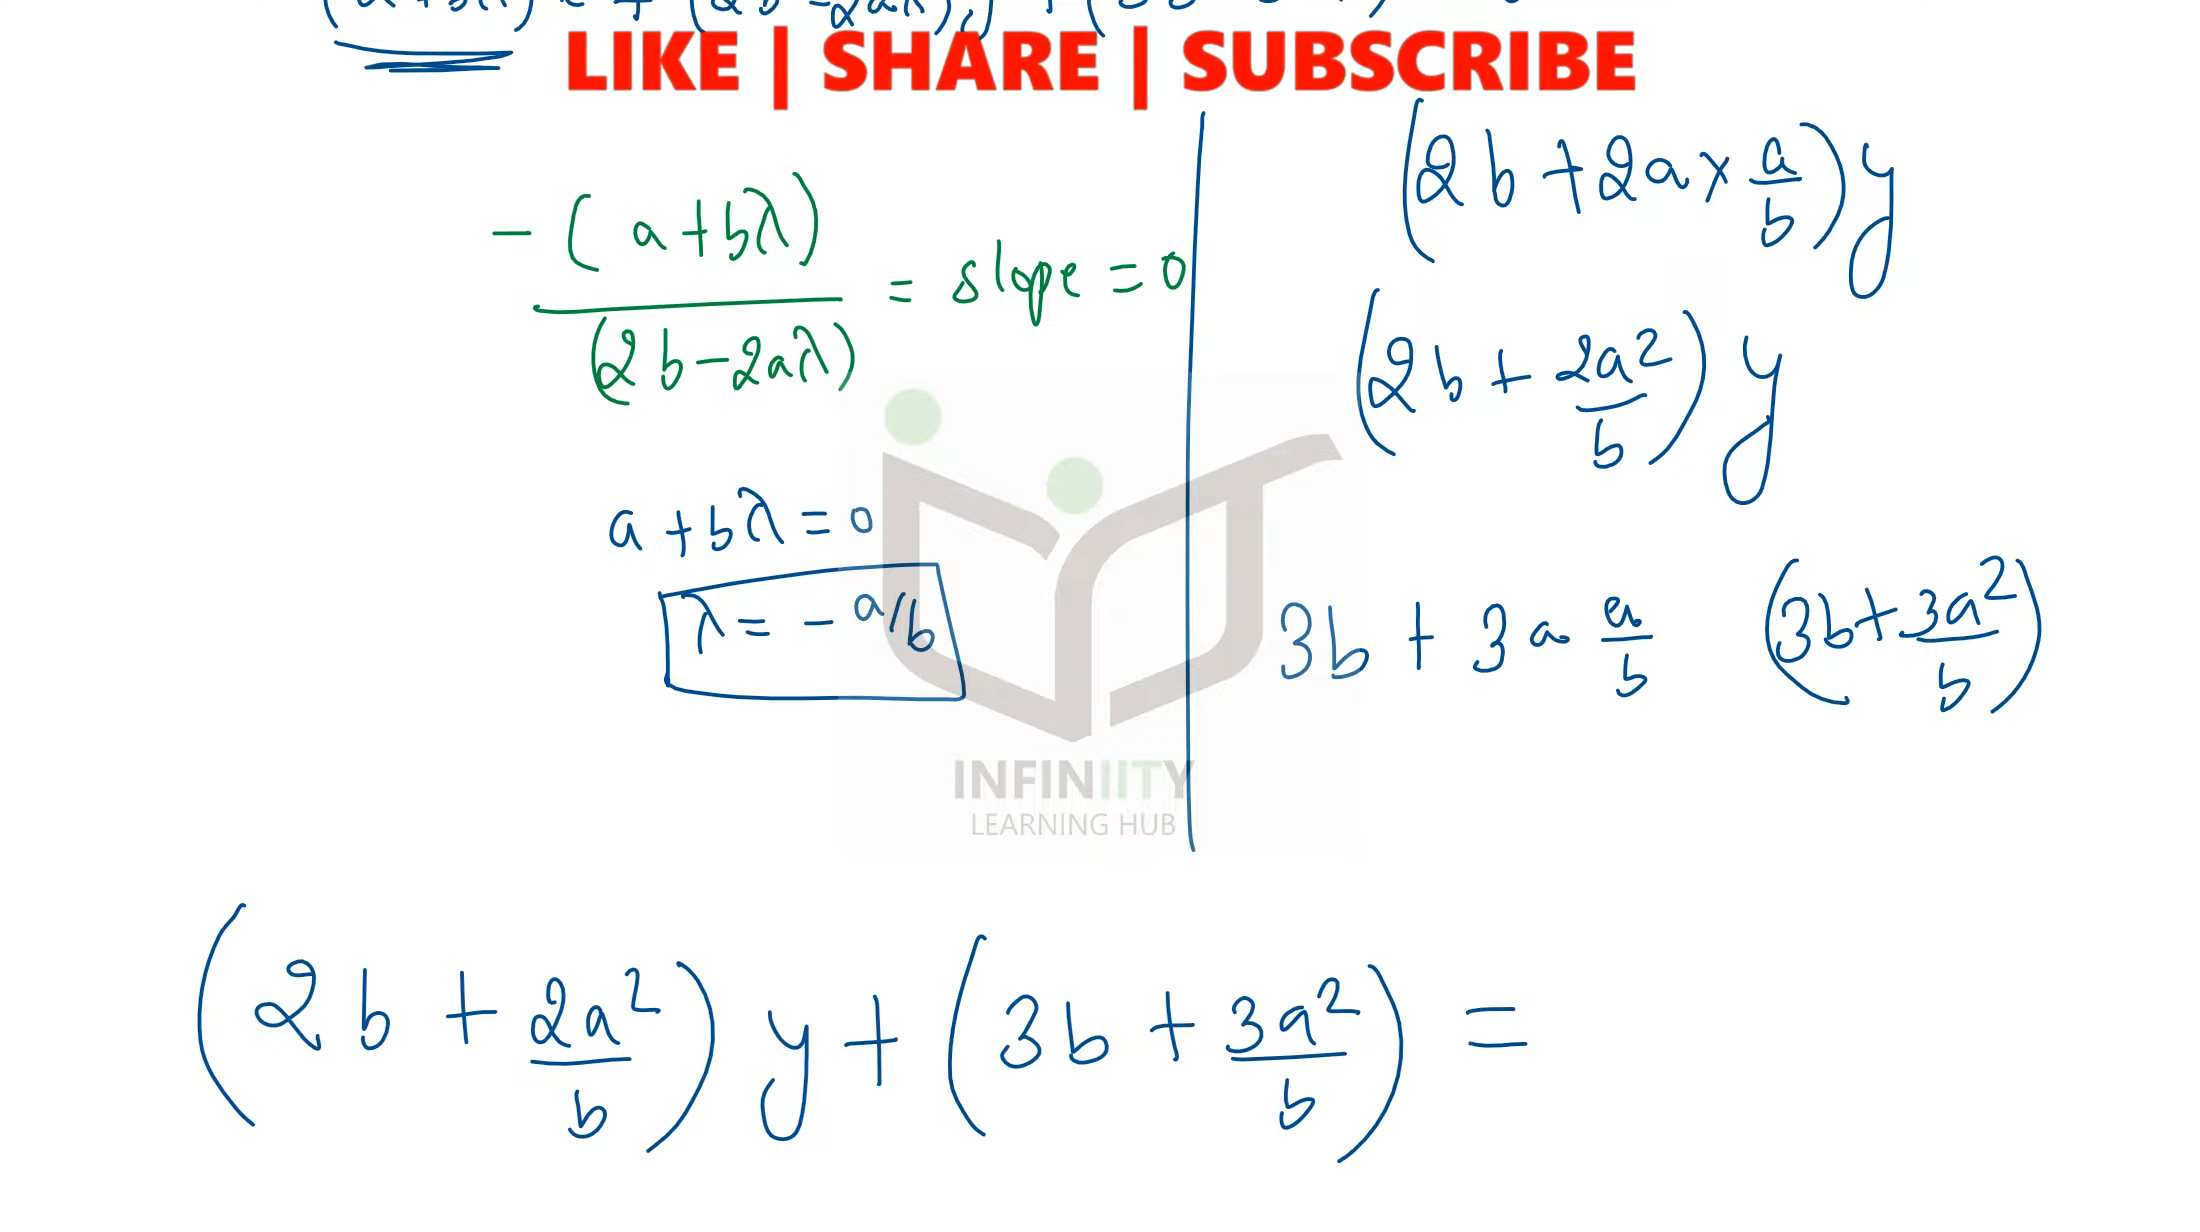 LIKE | SHARE | SUBSCRIBE
-(a+bλ)/(2b-2aλ) = slope = 0
a+bλ=0
λ = -a/b
(2b+2a×a/b)y
(2b+2a²/b)y
3b+3a a/b (3b+3a²/b)
INFINIITY
LEARNING HUB
(2b+2a²/b)y+(3b+3a²/b)=